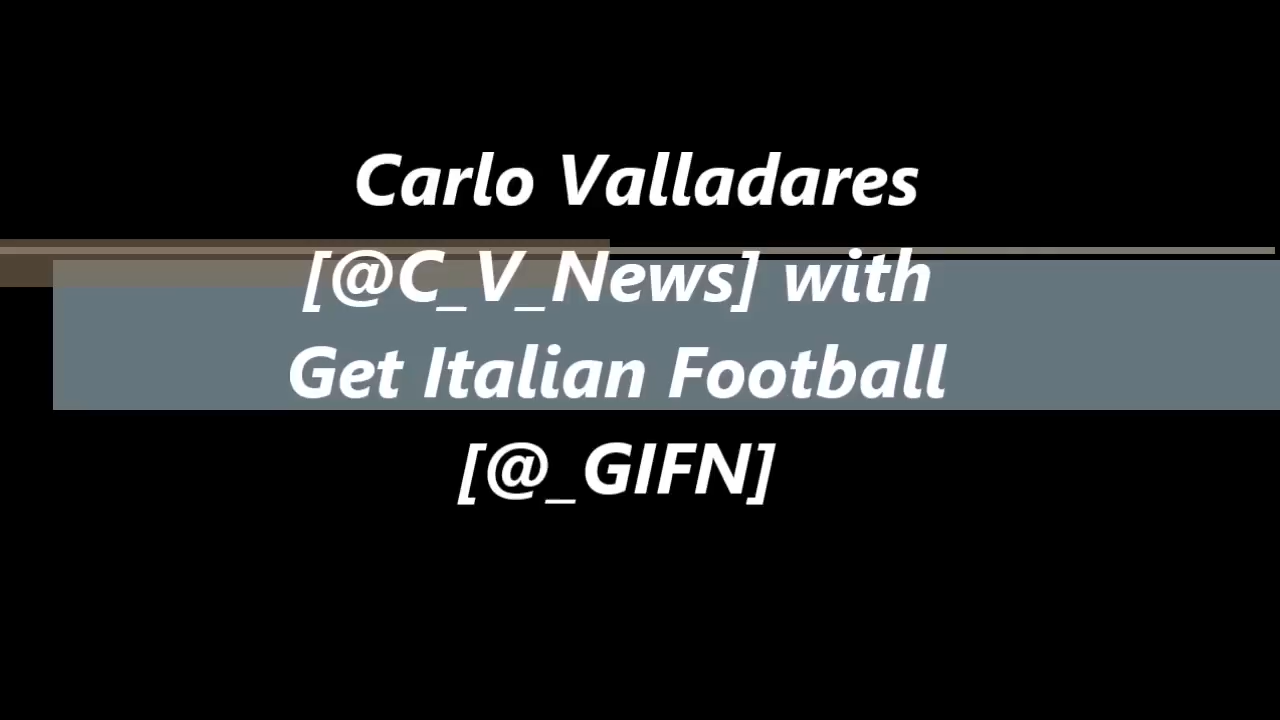 Carlo Valladares
[@C_V_News] with
Get Italian Football
[@_GIFN]